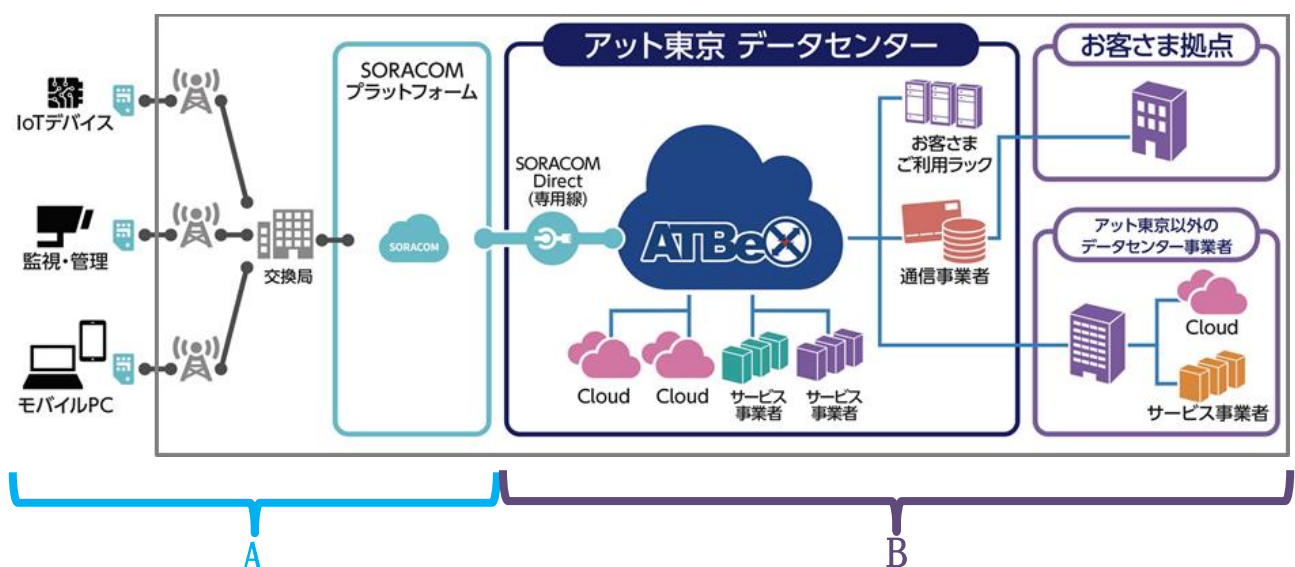 IoTデバイス
監視・管理
モバイルPC
交換局
SORACOM
プラットフォーム
SORACOM
アット東京 データセンター
SORACOM
Direct
(専用線)
ATBeX
Cloud
Cloud
サービス
事業者
サービス
事業者
お客さま
ご利用ラック
通信事業者
お客さま拠点
アット東京以外の
データセンター事業者
Cloud
サービス事業者
A
B